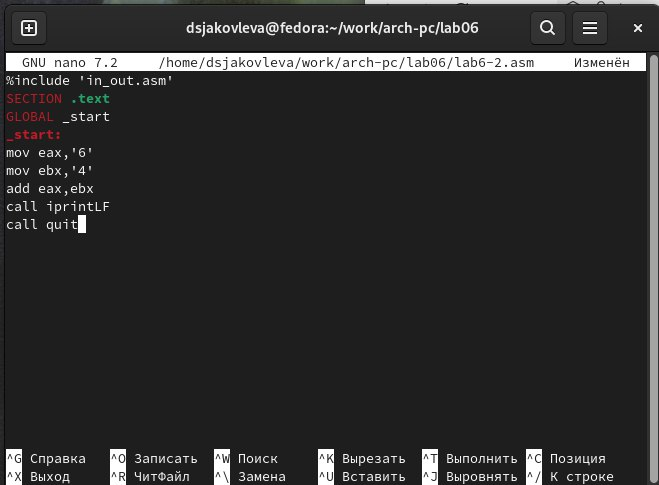 dsjakovleva@fedora:~/work/arch-pc/lab06
GNU nano 7.2 /home/dsjakovleva/work/arch-pc/lab06/lab6-2.asm Изменён
%include 'in_out.asm'
SECTION .text
GLOBAL _start
_start:
mov eax,'6'
mov ebx,'4'
add eax,ebx
call iprintLF
call quit
^G Справка ^O Записать ^W Поиск ^K Вырезать ^T Выполнить ^C Позиция
^X Выход ^R ЧитФайл ^\ Замена ^U Вставить ^J Выровнять ^/ К строке